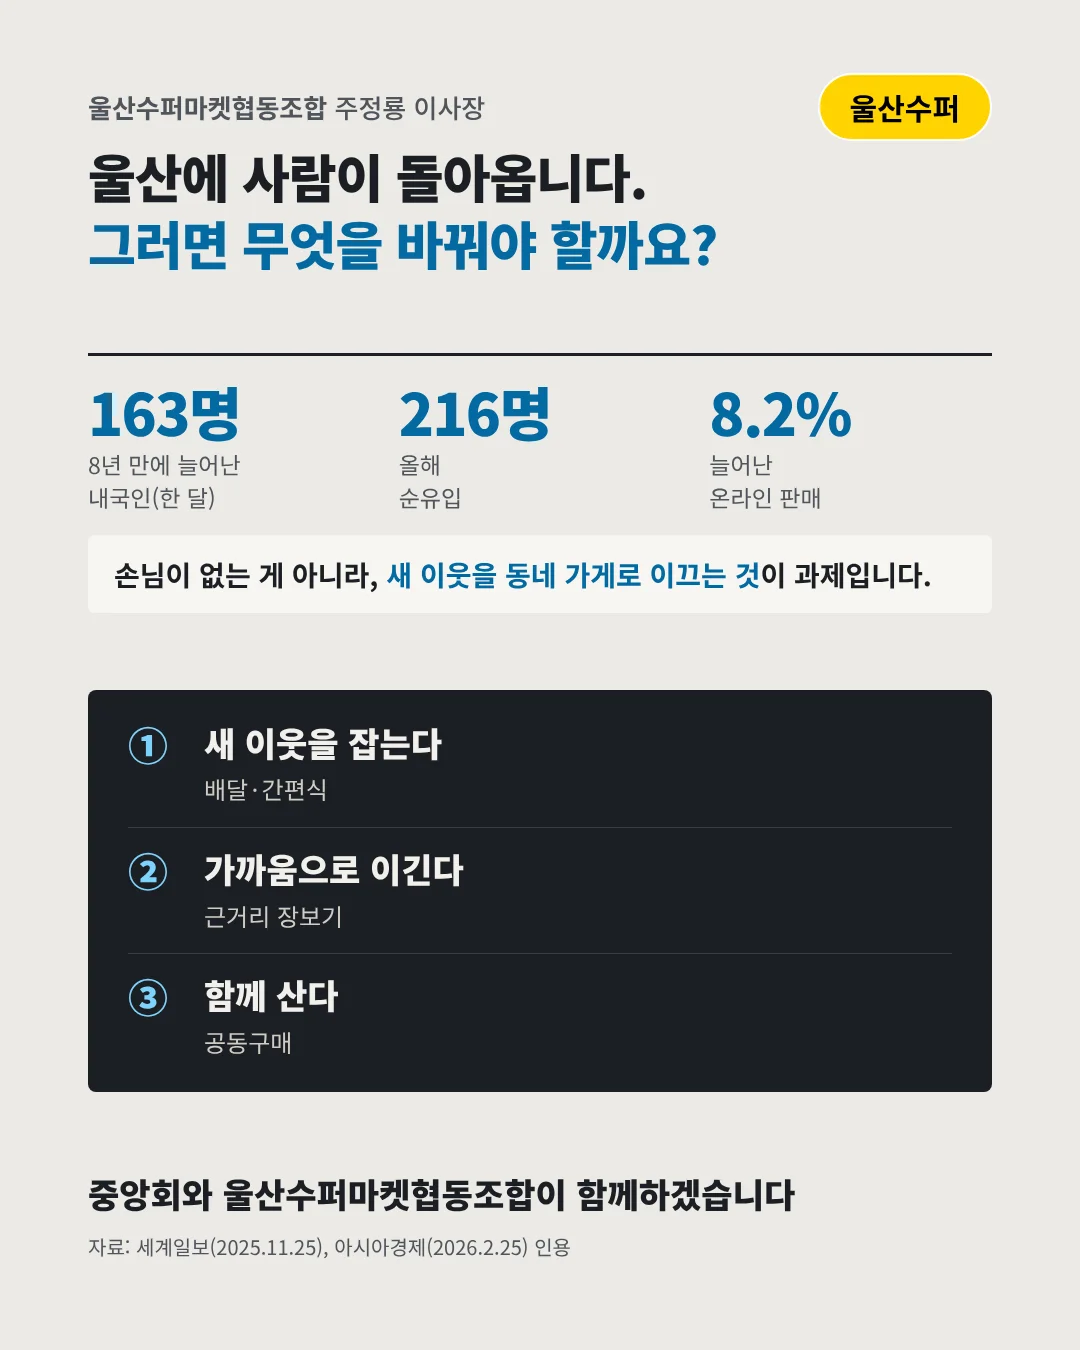 울산수퍼마켓협동조합 주정룡 이사장
울산수퍼
울산에 사람이 돌아옵니다.
그러면 무엇을 바꿔야 할까요?
163명
8년 만에 늘어난
내국인(한 달)
216명
올해
순유입
8.2%
늘어난
온라인 판매
손님이 없는 게 아니라, 새 이웃을 동네 가게로 이끄는 것이 과제입니다.
① 새 이웃을 잡는다
배달·간편식
② 가까움으로 이긴다
근거리 장보기
③ 함께 산다
공동구매
중앙회와 울산수퍼마켓협동조합이 함께하겠습니다
자료: 세계일보(2025.11.25), 아시아경제(2026.2.25) 인용